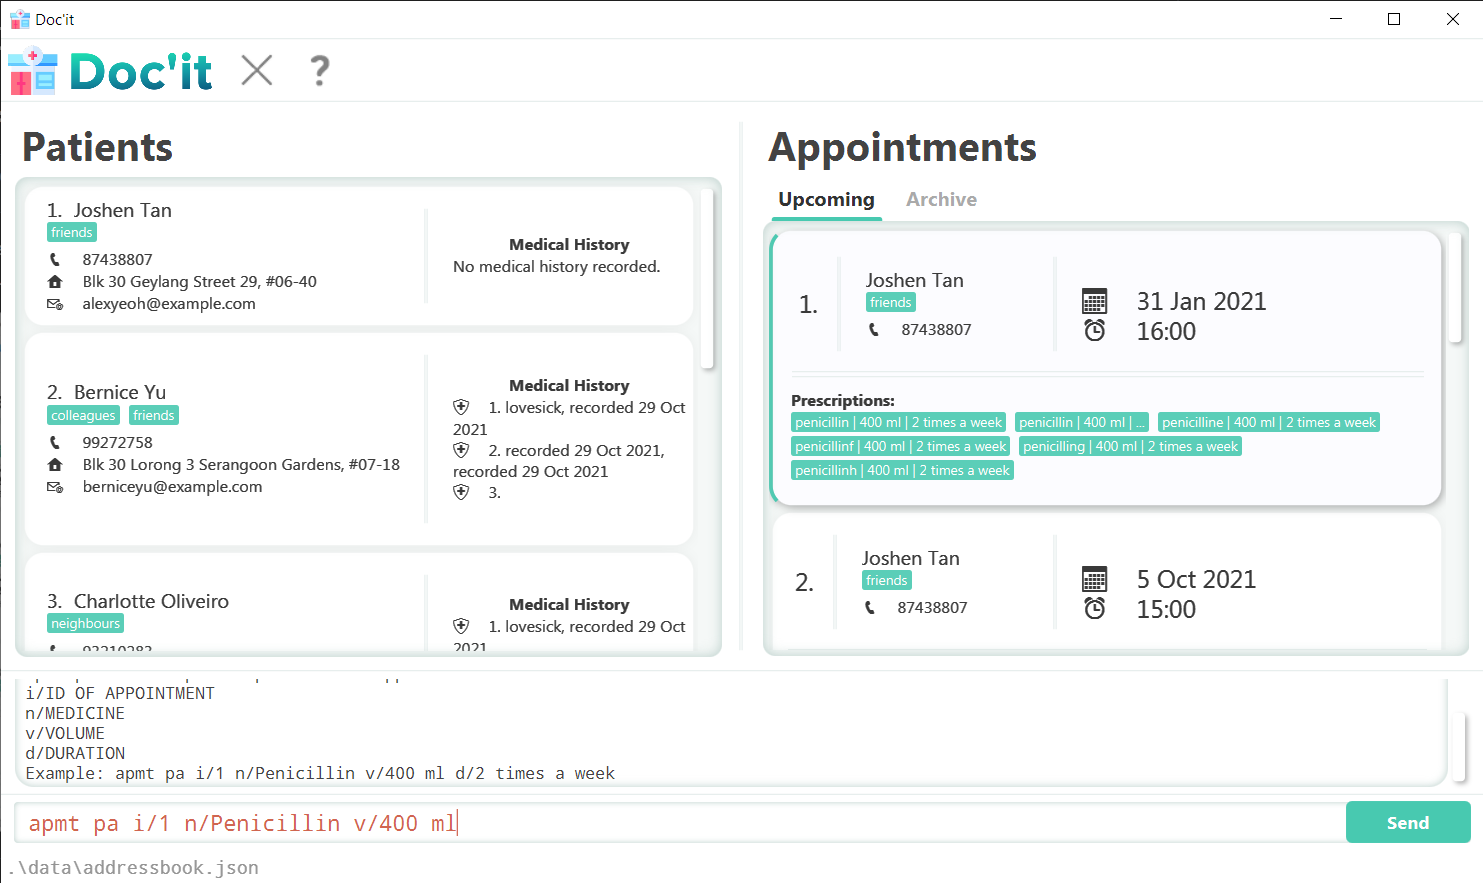 Doc'it
Doc'it
?
Patients
1. Joshen Tan
friends
87438807
Blk 30 Geylang Street 29, #06-40
alexyeoh@example.com
Medical History
No medical history recorded.
2. Bernice Yu
colleagues friends
99272758
Blk 30 Lorong 3 Serangoon Gardens, #07-18
berniceyu@example.com
Medical History
1. lovesick, recorded 29 Oct
2021
2. recorded 29 Oct 2021,
recorded 29 Oct 2021
3.
3. Charlotte Oliveiro
neighbours
93210283
Medical History
1. lovesick, recorded 29 Oct
2021
Appointments
Upcoming Archive
1.
Joshen Tan
friends
87438807
31 Jan 2021
16:00
Prescriptions:
penicillin | 400 ml | 2 times a week penicillin | 400 ml | ... penicilline | 400 ml | 2 times a week
penicillinf | 400 ml | 2 times a week penicilling | 400 ml | 2 times a week
penicillinh | 400 ml | 2 times a week
2.
Joshen Tan
friends
87438807
5 Oct 2021
15:00
i/ID OF APPOINTMENT
n/MEDICINE
v/VOLUME
d/DURATION
Example: apmt pa i/1 n/Penicillin v/400 ml d/2 times a week
apmt pa i/1 n/Penicillin v/400 ml
Send
.\data\addressbook.json